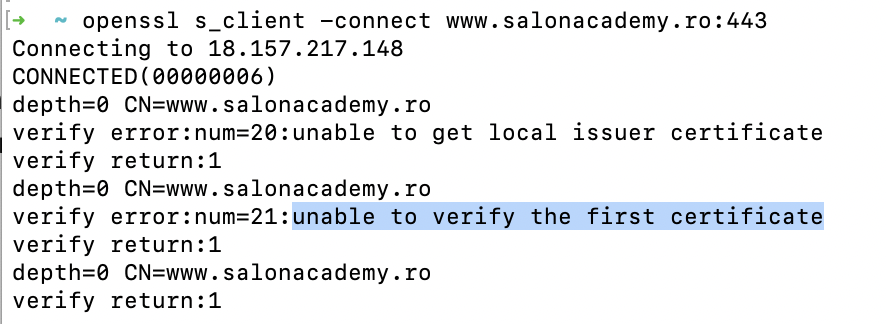 [➜  ~ openssl s_client -connect www.salonacademy.ro:443
Connecting to 18.157.217.148
CONNECTED(00000006)
depth=0 CN=www.salonacademy.ro
verify error:num=20:unable to get local issuer certificate
verify return:1
depth=0 CN=www.salonacademy.ro
verify error:num=21:unable to verify the first certificate
verify return:1
depth=0 CN=www.salonacademy.ro
verify return:1